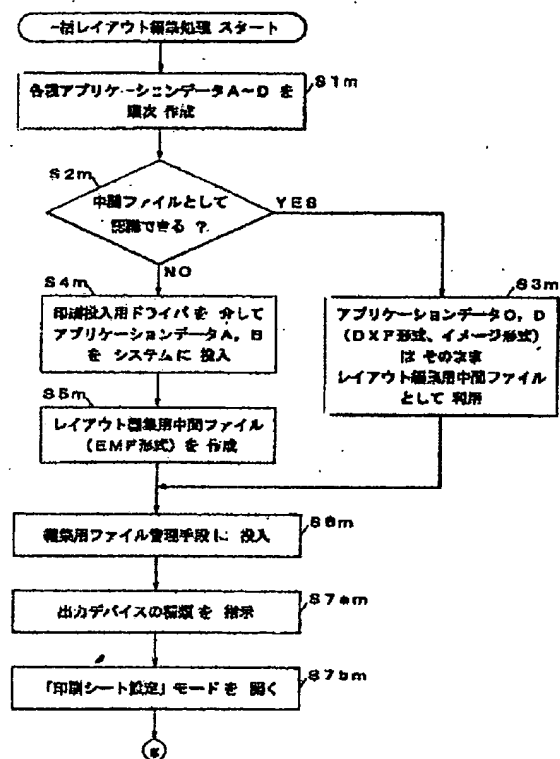 一括レイアウト編集処理 スタート
S1m
各種アプリケーションデータA～D を
順次 作成
S2m
中間ファイルとして
認識できる ?
YES
NO
S4m
印刷投入用ドライバを 介して
アプリケーションデータA, B
を システムに 投入
S3m
アプリケーションデータC, D
(DXF形式、イメージ形式)
は そのまま
レイアウト編集用中間ファイル
として 利用
S5m
レイアウト編集用中間ファイル
(EMF形式) を 作成
S6m
編集用ファイル管理手段に 投入
S7am
出力デバイスの種類 を 指示
S7bm
「印刷シート設定」モードを 開く